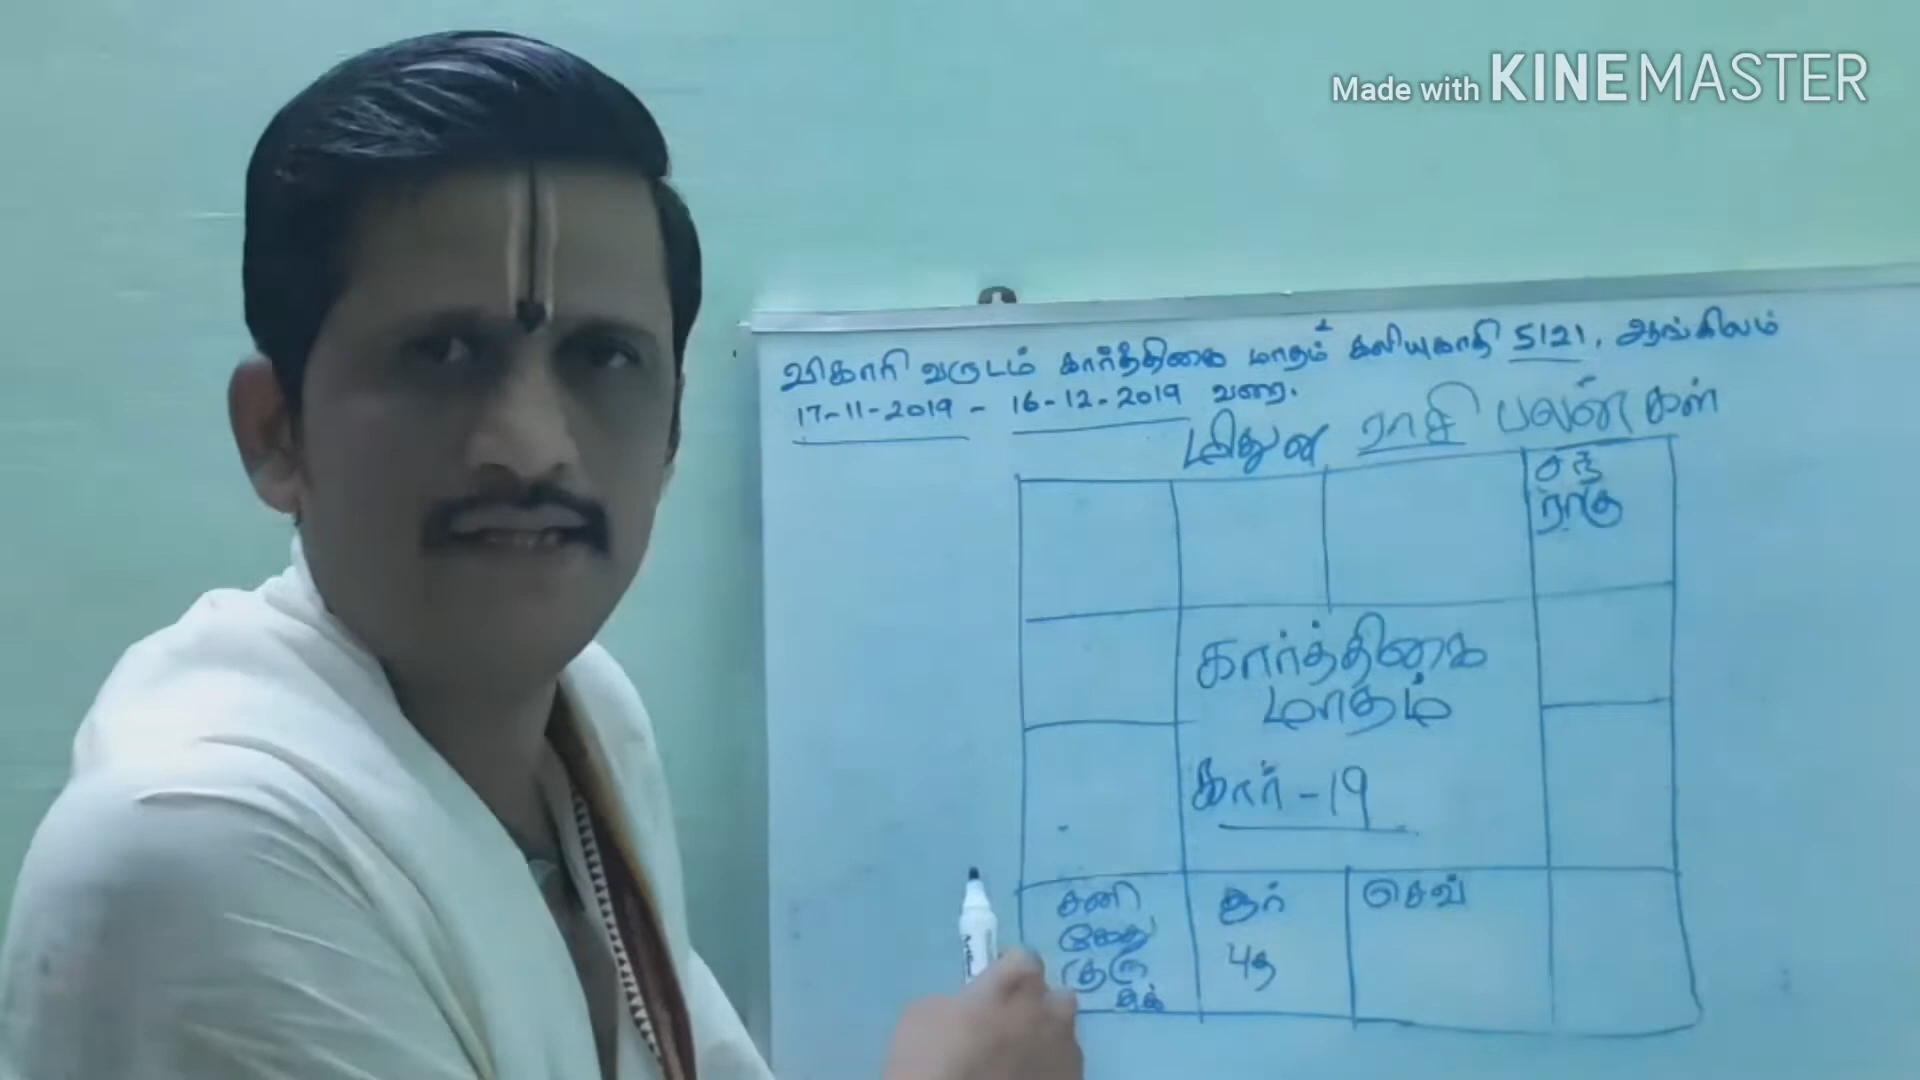 Made with KINEMASTER
விகாரி வருடம் கார்த்திகை மாதம் கலியுகாதி 5121, ஆங்கிலம்
17-11-2019 - 16-12-2019 வரை.
மிதுன ராசி பலன்கள்
சந்
ராகு
கார்த்திகை
மாதம்
கார் -19
சனி
கேது
குரு
சுக்
சூர்
புத
செவ்